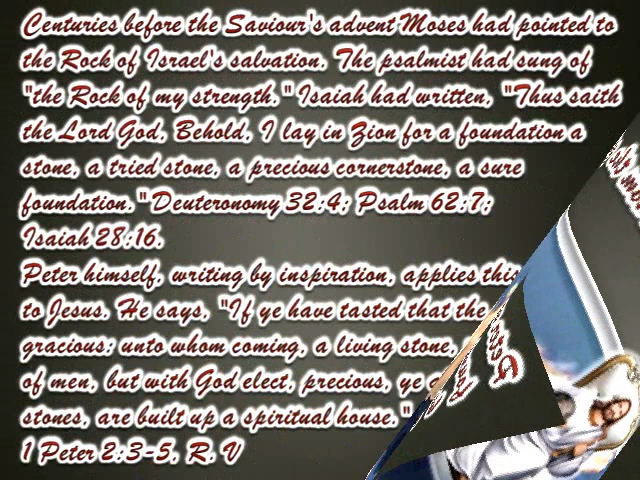 Centuries before the Saviour's advent Moses had pointed to
the Rock of Israel's salvation. The psalmist had sung of
"the Rock of my strength." Isaiah had written, "Thus saith
the Lord God, Behold, I lay in Zion for a foundation a
stone, a tried stone, a precious cornerstone, a sure
foundation." Deuteronomy 32:4; Psalm 62:7;
Isaiah 28:16.
Peter himself, writing by inspiration, applies this
to Jesus. He says, "If ye have tasted that the
gracious: unto whom coming, a living stone,
of men, but with God elect, precious, ye
stones, are built up a spiritual house."
1 Peter 2:3-5, R. V